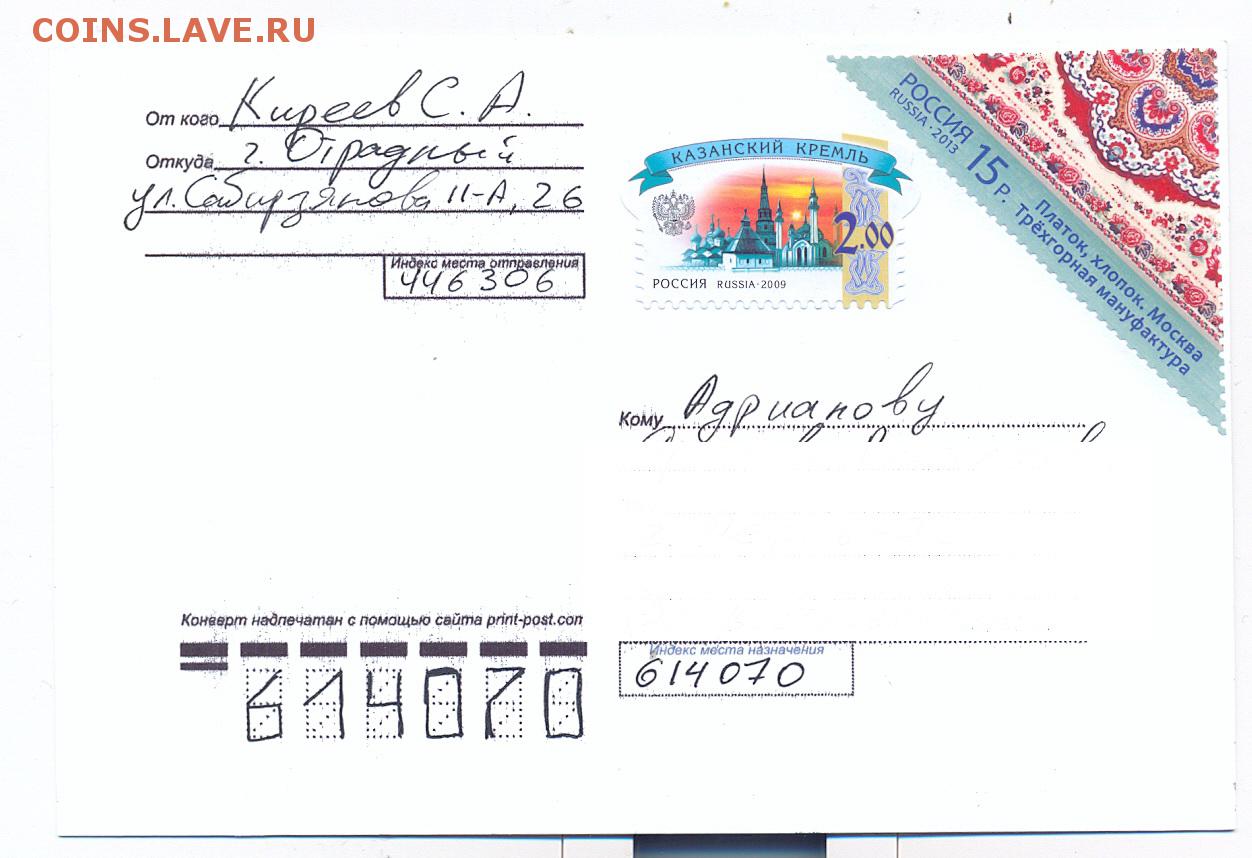 COINS.LAVE.RU
От кого Киреев С. А.
Откуда г. Отрадный
ул. Сабирзянова 11-А, 26
Индекс места отправления
446306
КАЗАНСКИЙ КРЕМЛЬ
2.00
РОССИЯ RUSSIA·2009
РОССИЯ 15 Р.
RUSSIA·2013
Платок, хлопок. Москва
Трёхгорная мануфактура
Кому Адрианову
Конверт надпечатан с помощью сайта print-post.com
Индекс места назначения
614070
614070